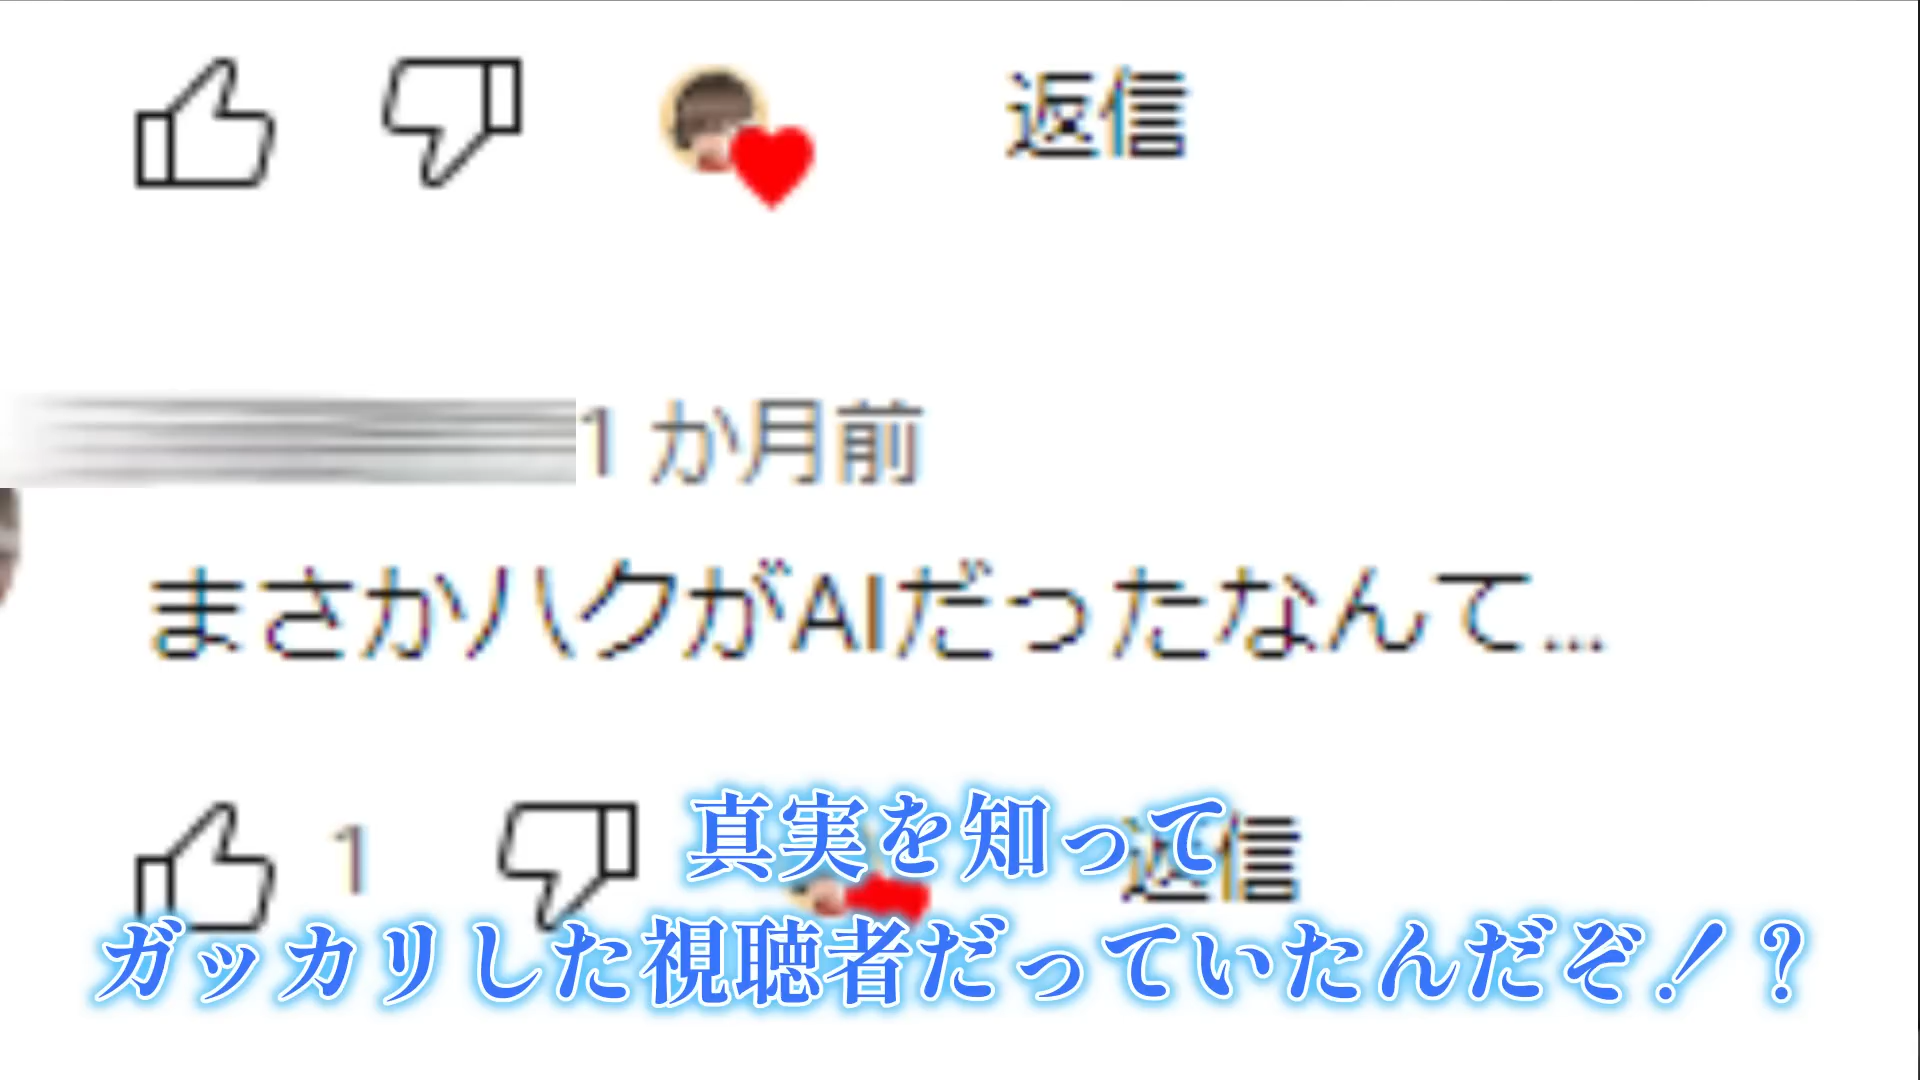 返信
1 か月前
まさかハクがAIだったなんて...
1 返信
真実を知って
ガッカリした視聴者だっていたんだぞ！？